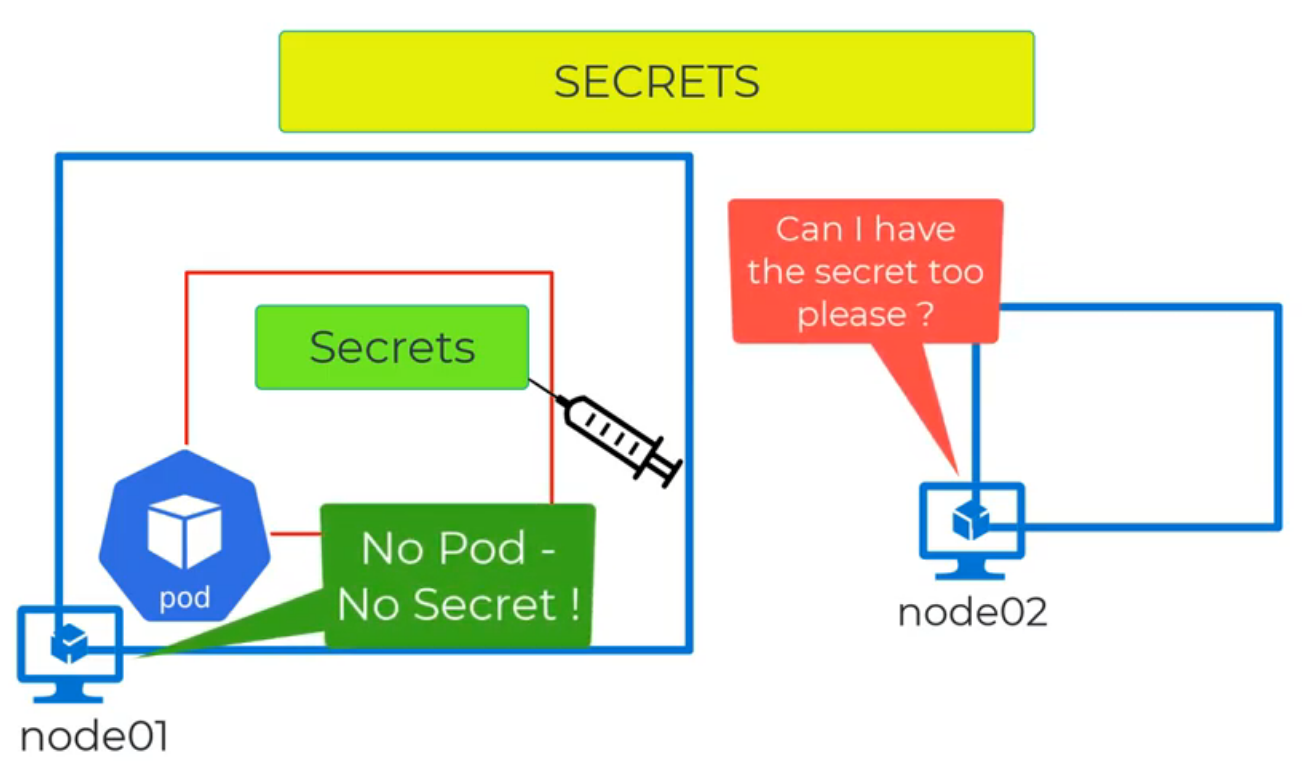 SECRETS
Can I have
the secret too
please ?
Secrets
No Pod -
No Secret !
pod
node02
node01